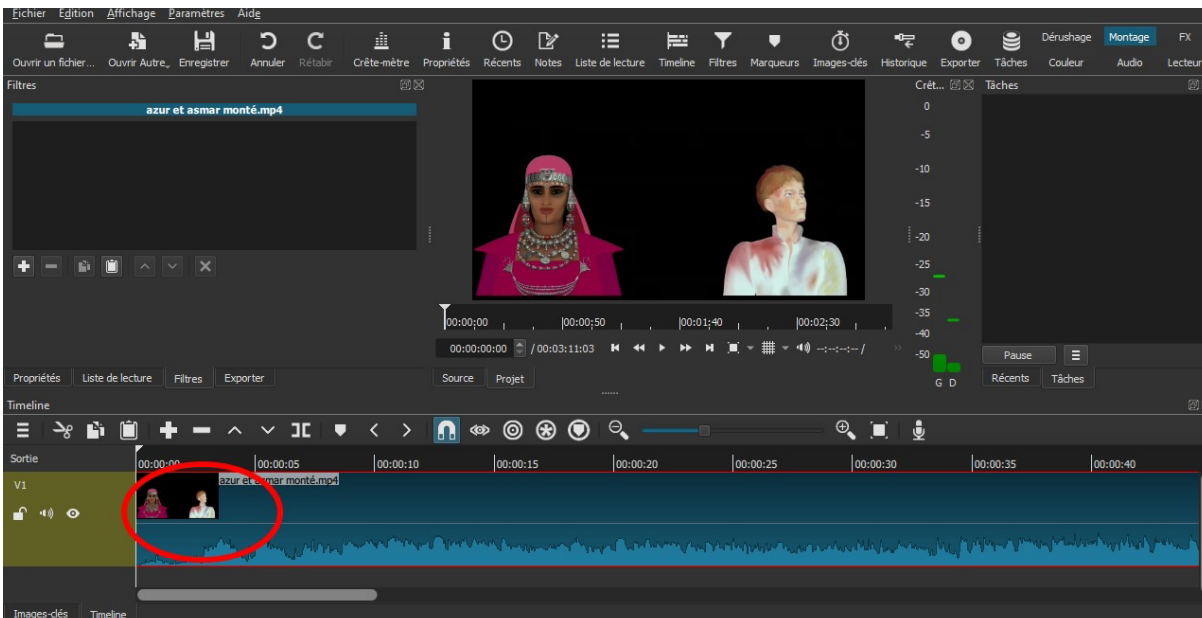 Fichier Edition Affichage Paramètres Aide
Ouvrir un fichier... Ouvrir Autre Enregistrer Annuler Rétabir Crête-mètre Propriétés Récents Notes Liste de lecture Timeline Filtres Marqueurs Images-clés Historique Exporter Tâches
Dérushage Montage FX
Couleur Audio Lecteur
Filtres
azur et asmar monté.mp4
Crêt...
0
-5
-10
-15
-20
-25
-30
-35
-40
-50
G D
Tâches
Pause
Récents Tâches
00:00;00 00:00;50 00:01;40 00:02;30
00:00:00:00 / 00:03:11:03 --:--:--:-- /
Propriétés Liste de lecture Filtres Exporter
Source Projet
Timeline
Sortie
00:00:00 00:00:05 00:00:10 00:00:15 00:00:20 00:00:25 00:00:30 00:00:35 00:00:40
V1
azur et asmar monté.mp4
Images-clés Timeline